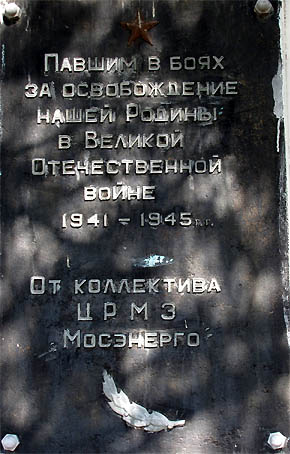 Павшим в боях
за освобождение
нашей Родины
в Великой
Отечественной
войне
1941 – 1945 г.г.
От коллектива
ЦРМЗ
Мосэнерго